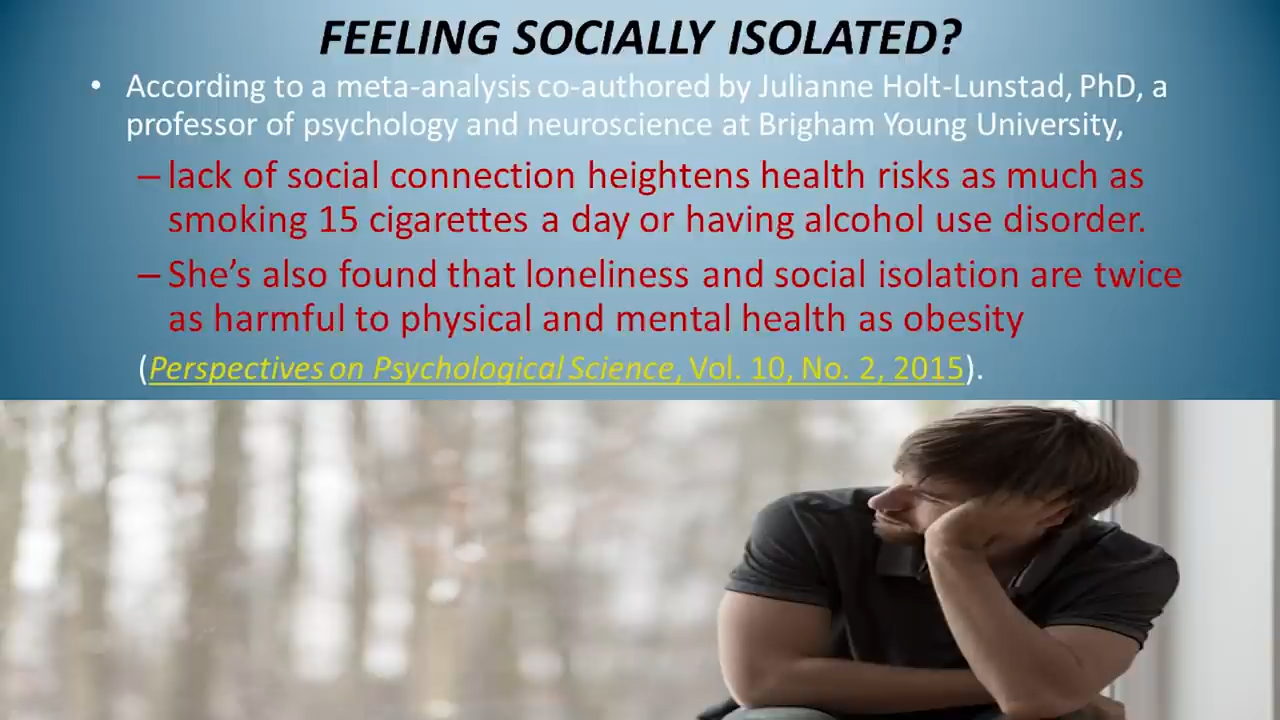 FEELING SOCIALLY ISOLATED?
• According to a meta-analysis co-authored by Julianne Holt-Lunstad, PhD, a
professor of psychology and neuroscience at Brigham Young University,
– lack of social connection heightens health risks as much as
smoking 15 cigarettes a day or having alcohol use disorder.
– She’s also found that loneliness and social isolation are twice
as harmful to physical and mental health as obesity
(Perspectives on Psychological Science, Vol. 10, No. 2, 2015).